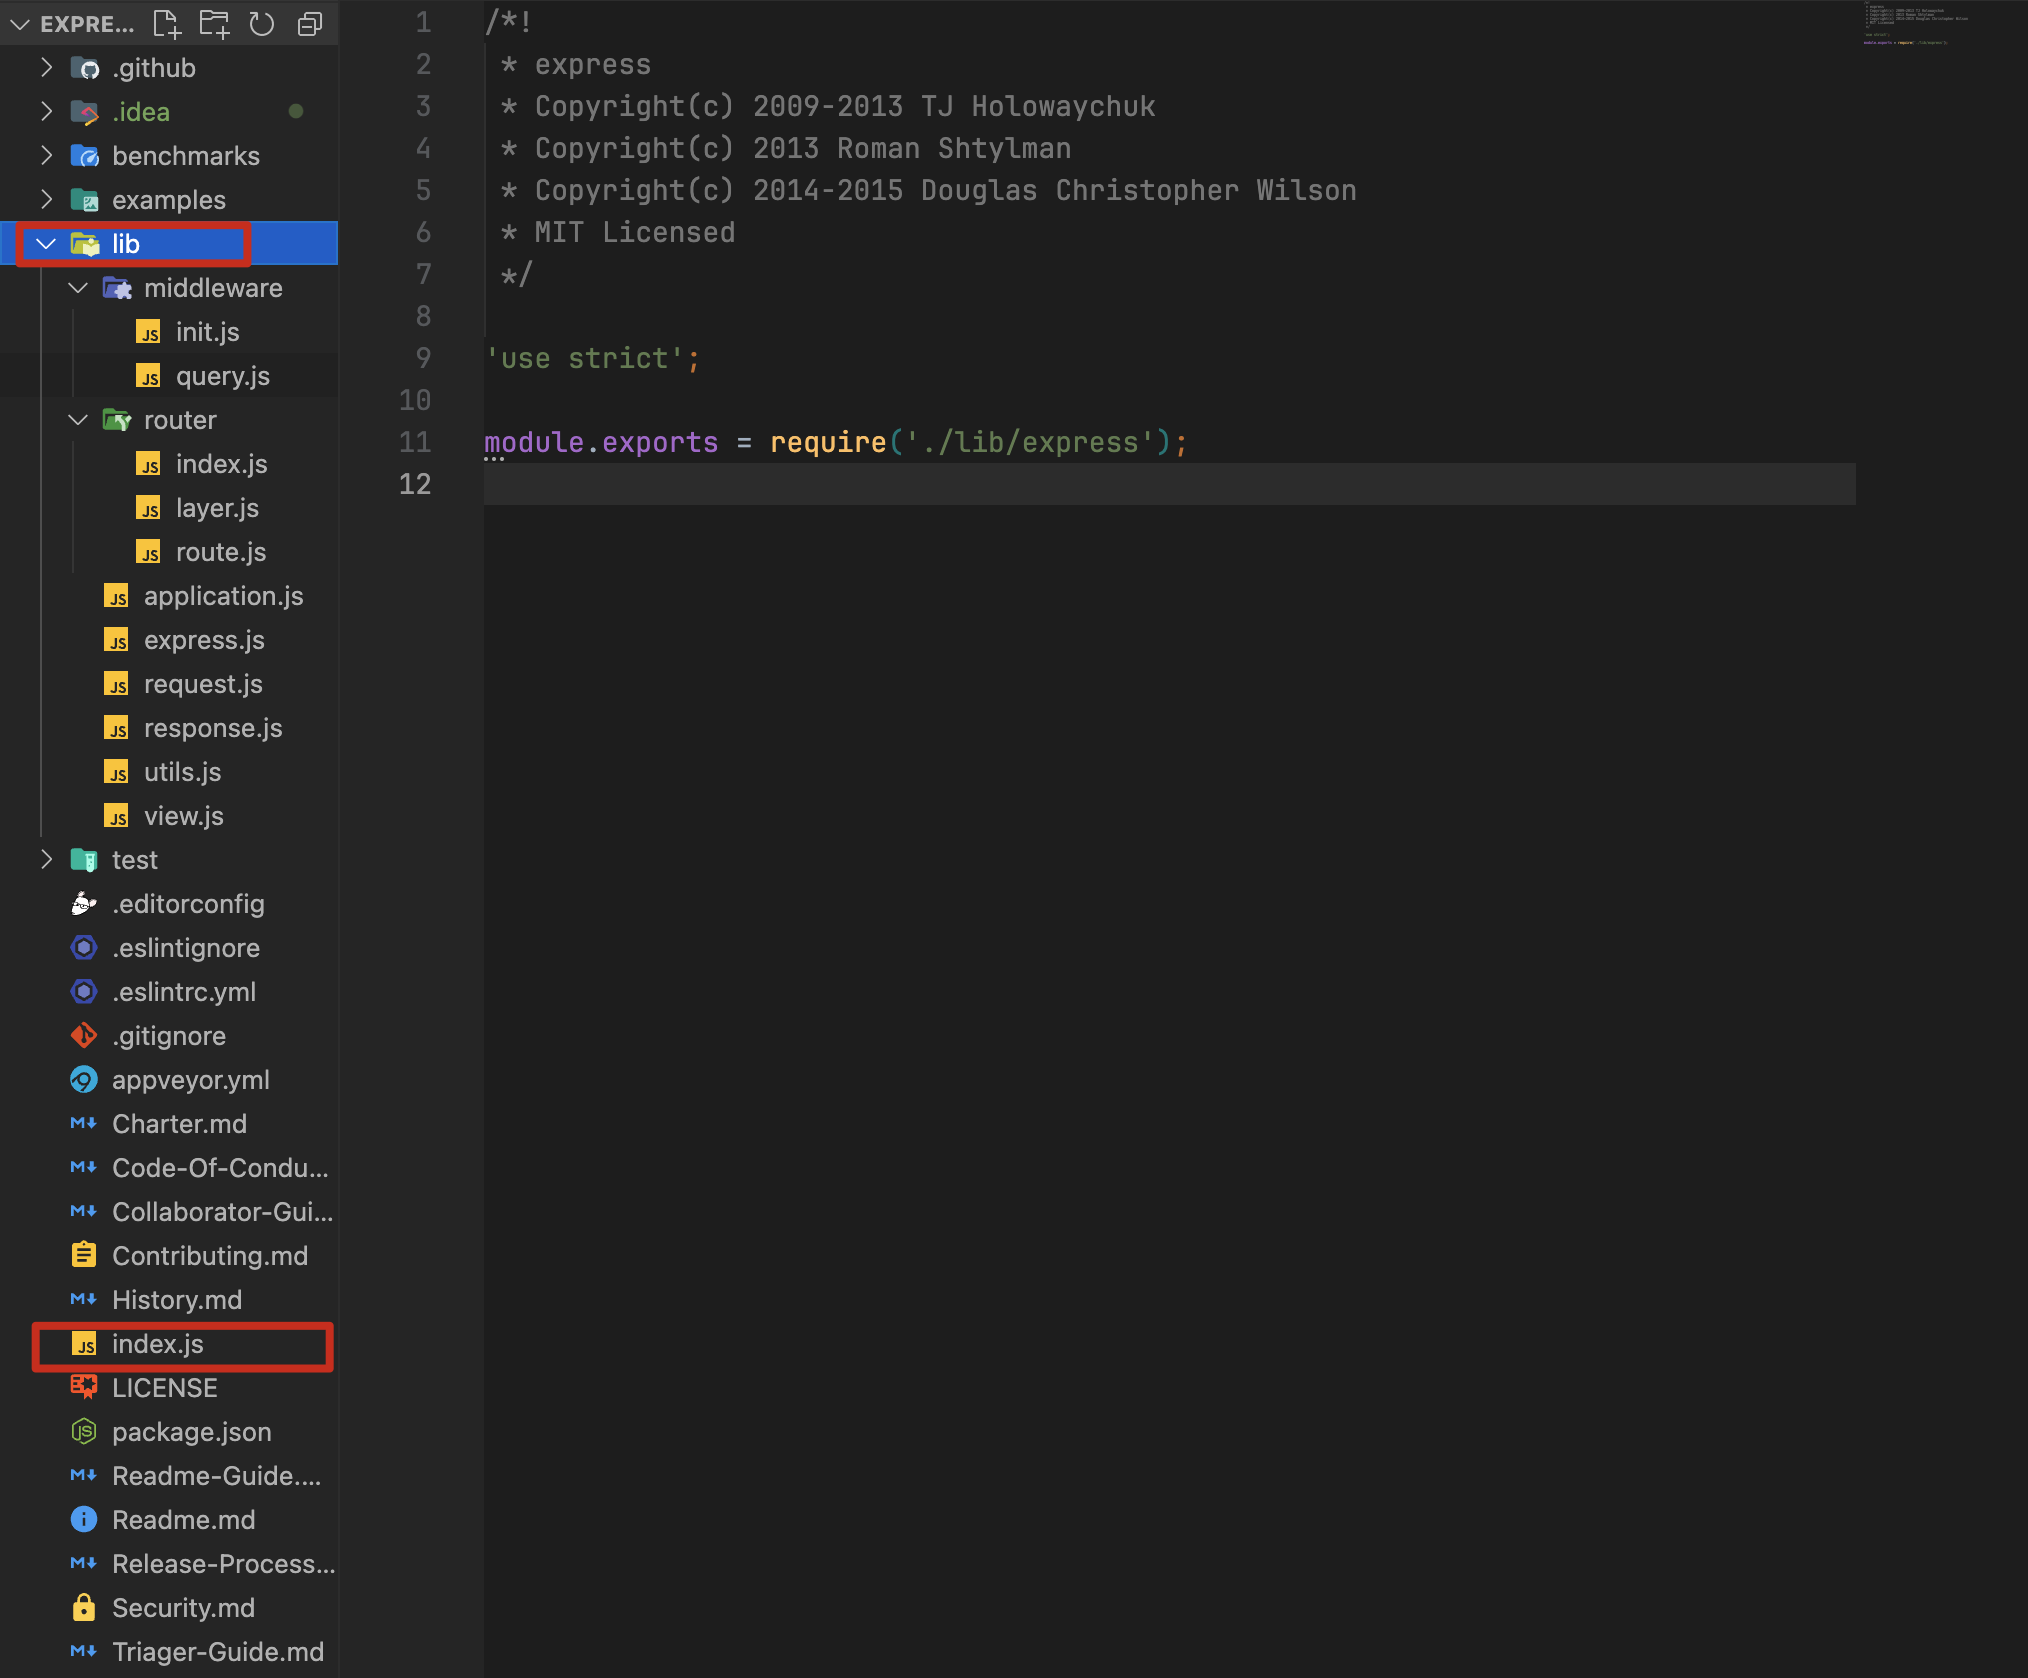 EXPRE...
.github
.idea
benchmarks
examples
lib
middleware
init.js
query.js
router
index.js
layer.js
route.js
application.js
express.js
request.js
response.js
utils.js
view.js
test
.editorconfig
.eslintignore
.eslintrc.yml
.gitignore
appveyor.yml
Charter.md
Code-Of-Condu...
Collaborator-Gui...
Contributing.md
History.md
index.js
LICENSE
package.json
Readme-Guide....
Readme.md
Release-Process...
Security.md
Triager-Guide.md
1 /*!
2  * express
3  * Copyright(c) 2009-2013 TJ Holowaychuk
4  * Copyright(c) 2013 Roman Shtylman
5  * Copyright(c) 2014-2015 Douglas Christopher Wilson
6  * MIT Licensed
7  */
8
9 'use strict';
10
11 module.exports = require('./lib/express');
12